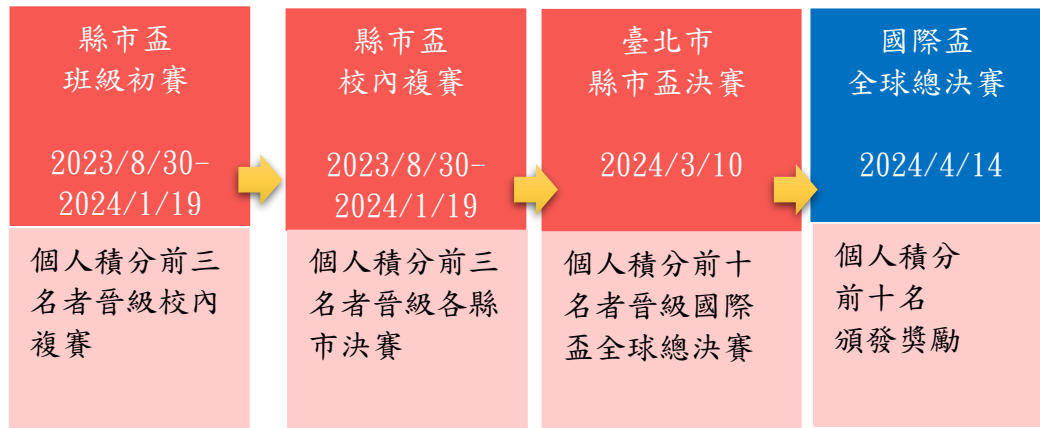 縣市盃
班級初賽
2023/8/30-
2024/1/19
個人積分前三
名者晉級校內
複賽
縣市盃
校內複賽
2023/8/30-
2024/1/19
個人積分前三
名者晉級各縣
市決賽
臺北市
縣市盃決賽
2024/3/10
個人積分前十
名者晉級國際
盃全球總決賽
國際盃
全球總決賽
2024/4/14
個人積分
前十名
頒發獎勵